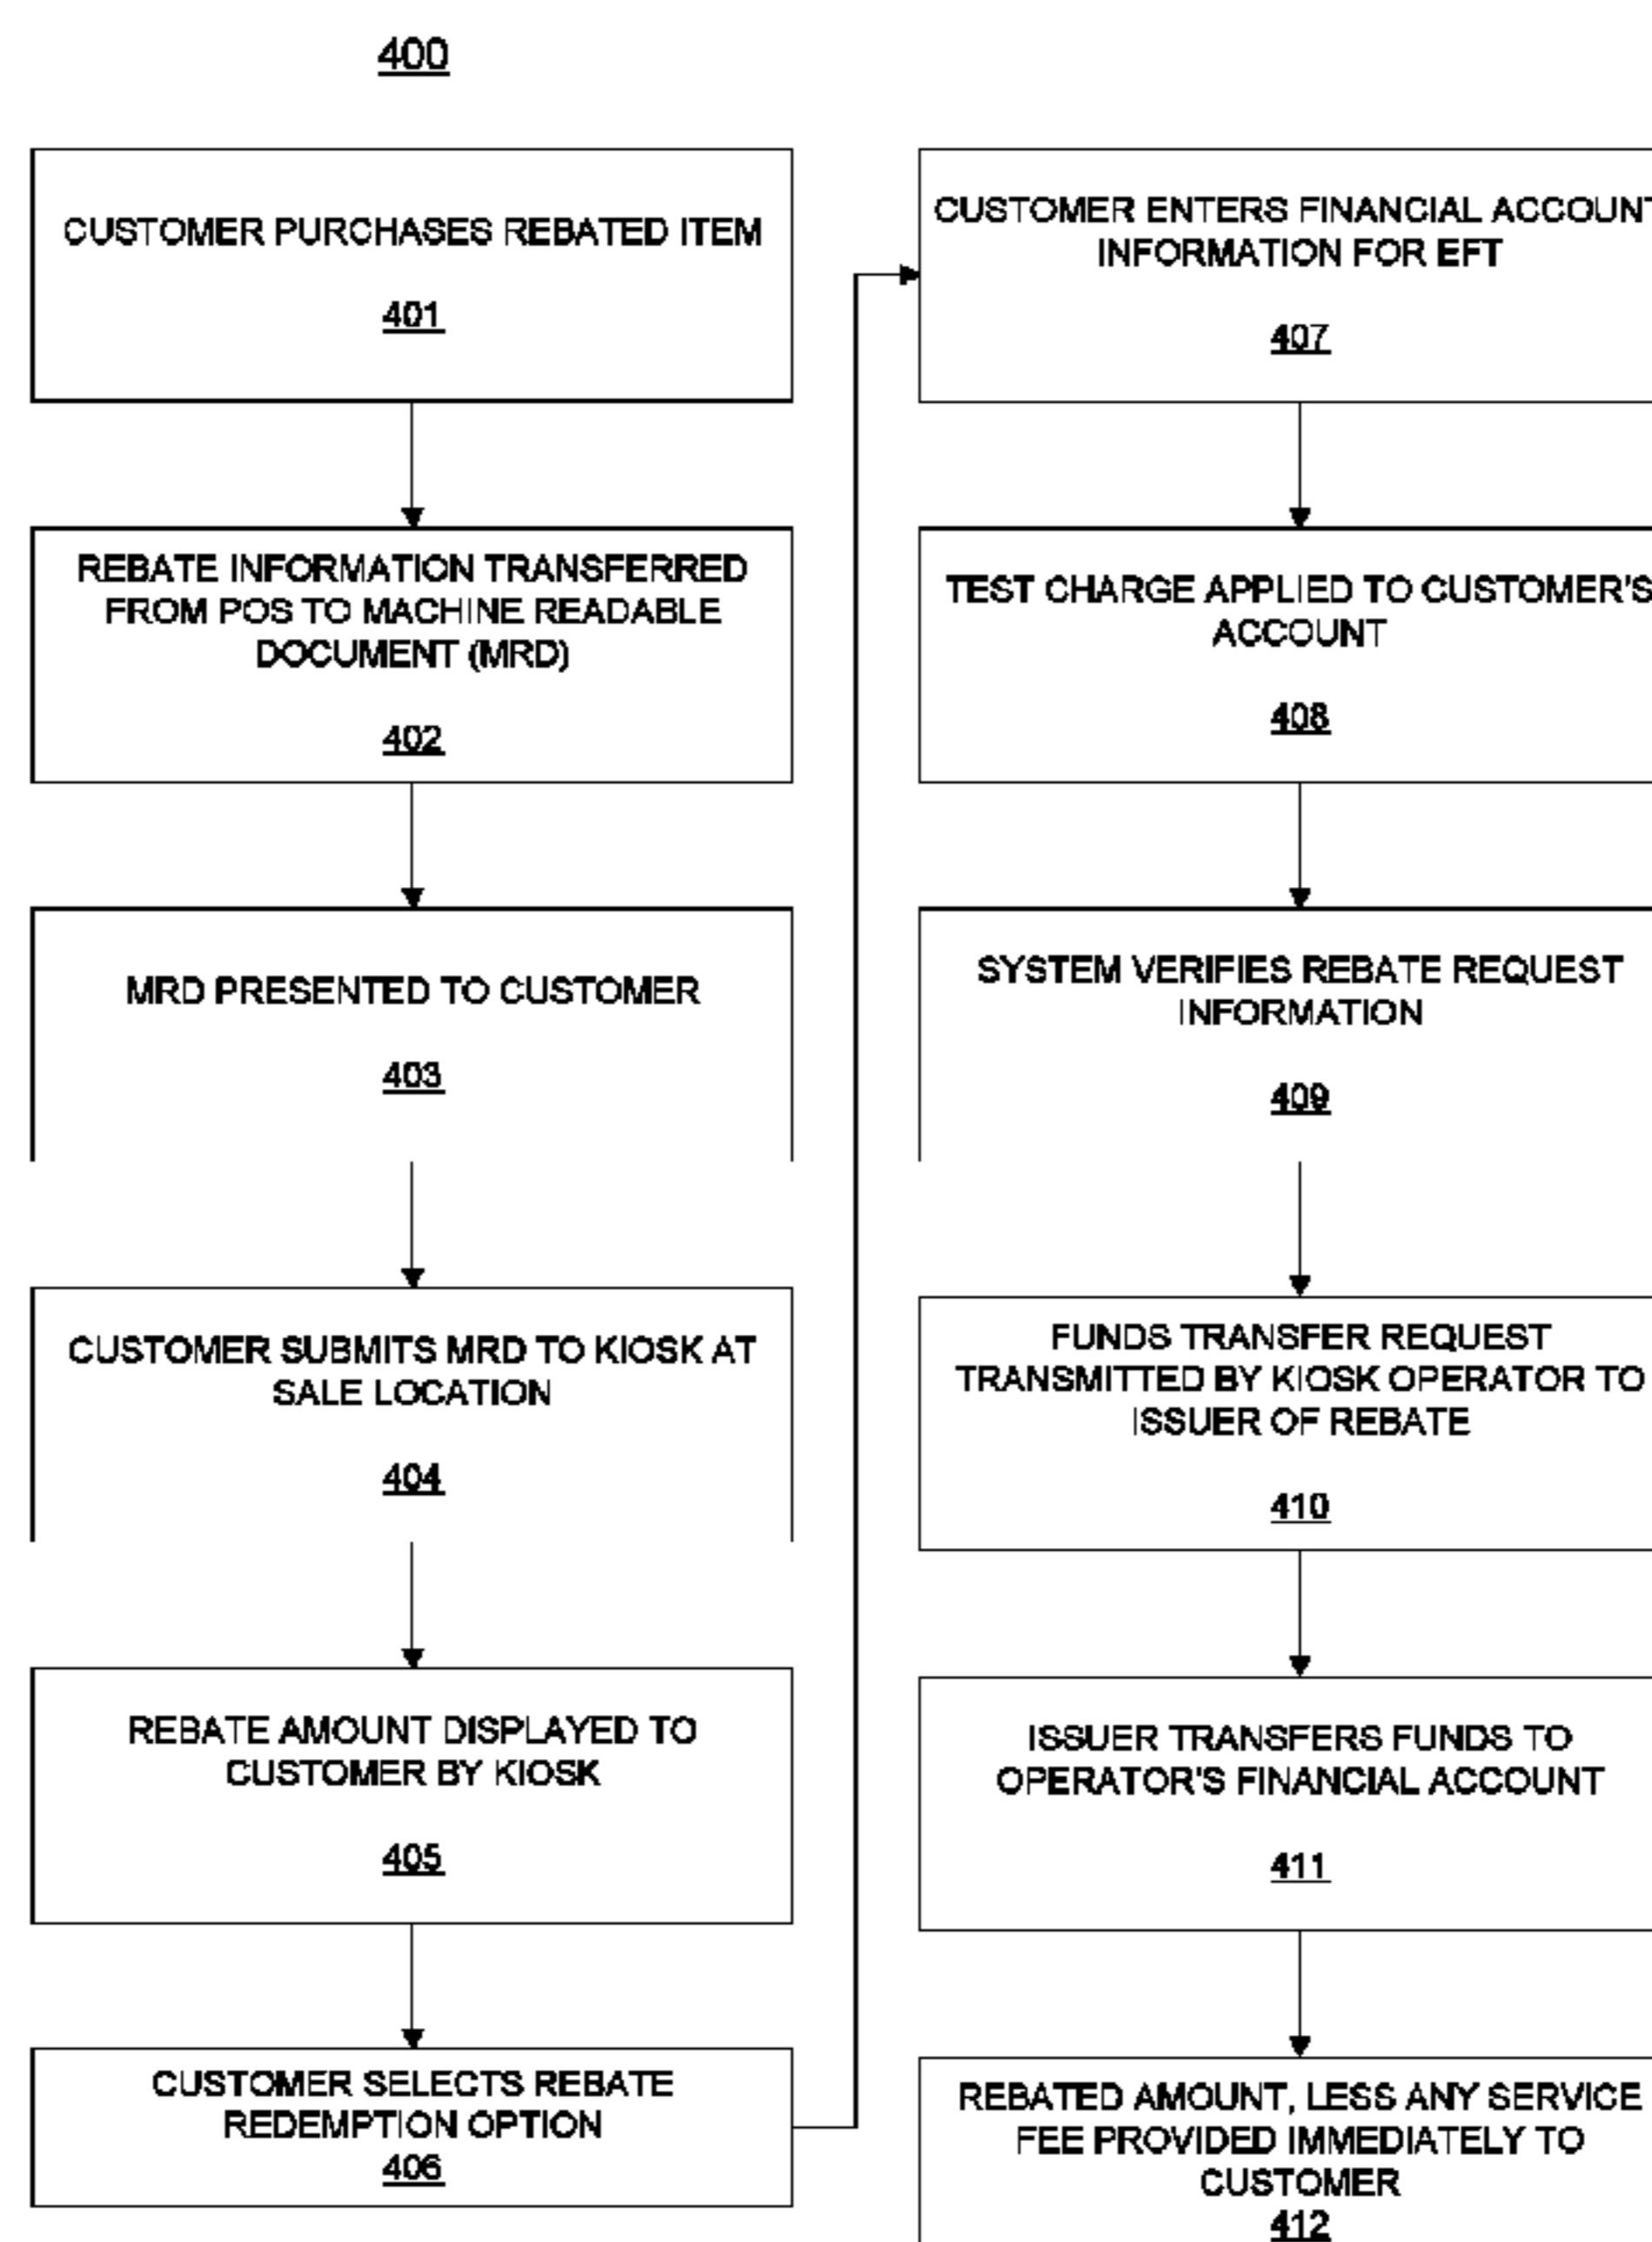 400
CUSTOMER PURCHASES REBATED ITEM
401
REBATE INFORMATION TRANSFERRED
FROM POS TO MACHINE READABLE
DOCUMENT (MRD)
402
MRD PRESENTED TO CUSTOMER
403
CUSTOMER SUBMITS MRD TO KIOSK AT
SALE LOCATION
404
REBATE AMOUNT DISPLAYED TO
CUSTOMER BY KIOSK
405
CUSTOMER SELECTS REBATE
REDEMPTION OPTION
406
CUSTOMER ENTERS FINANCIAL ACCOUNT
INFORMATION FOR EFT
407
TEST CHARGE APPLIED TO CUSTOMER'S
ACCOUNT
408
SYSTEM VERIFIES REBATE REQUEST
INFORMATION
409
FUNDS TRANSFER REQUEST
TRANSMITTED BY KIOSK OPERATOR TO
ISSUER OF REBATE
410
ISSUER TRANSFERS FUNDS TO
OPERATOR'S FINANCIAL ACCOUNT
411
REBATED AMOUNT, LESS ANY SERVICE
FEE PROVIDED IMMEDIATELY TO
CUSTOMER
412